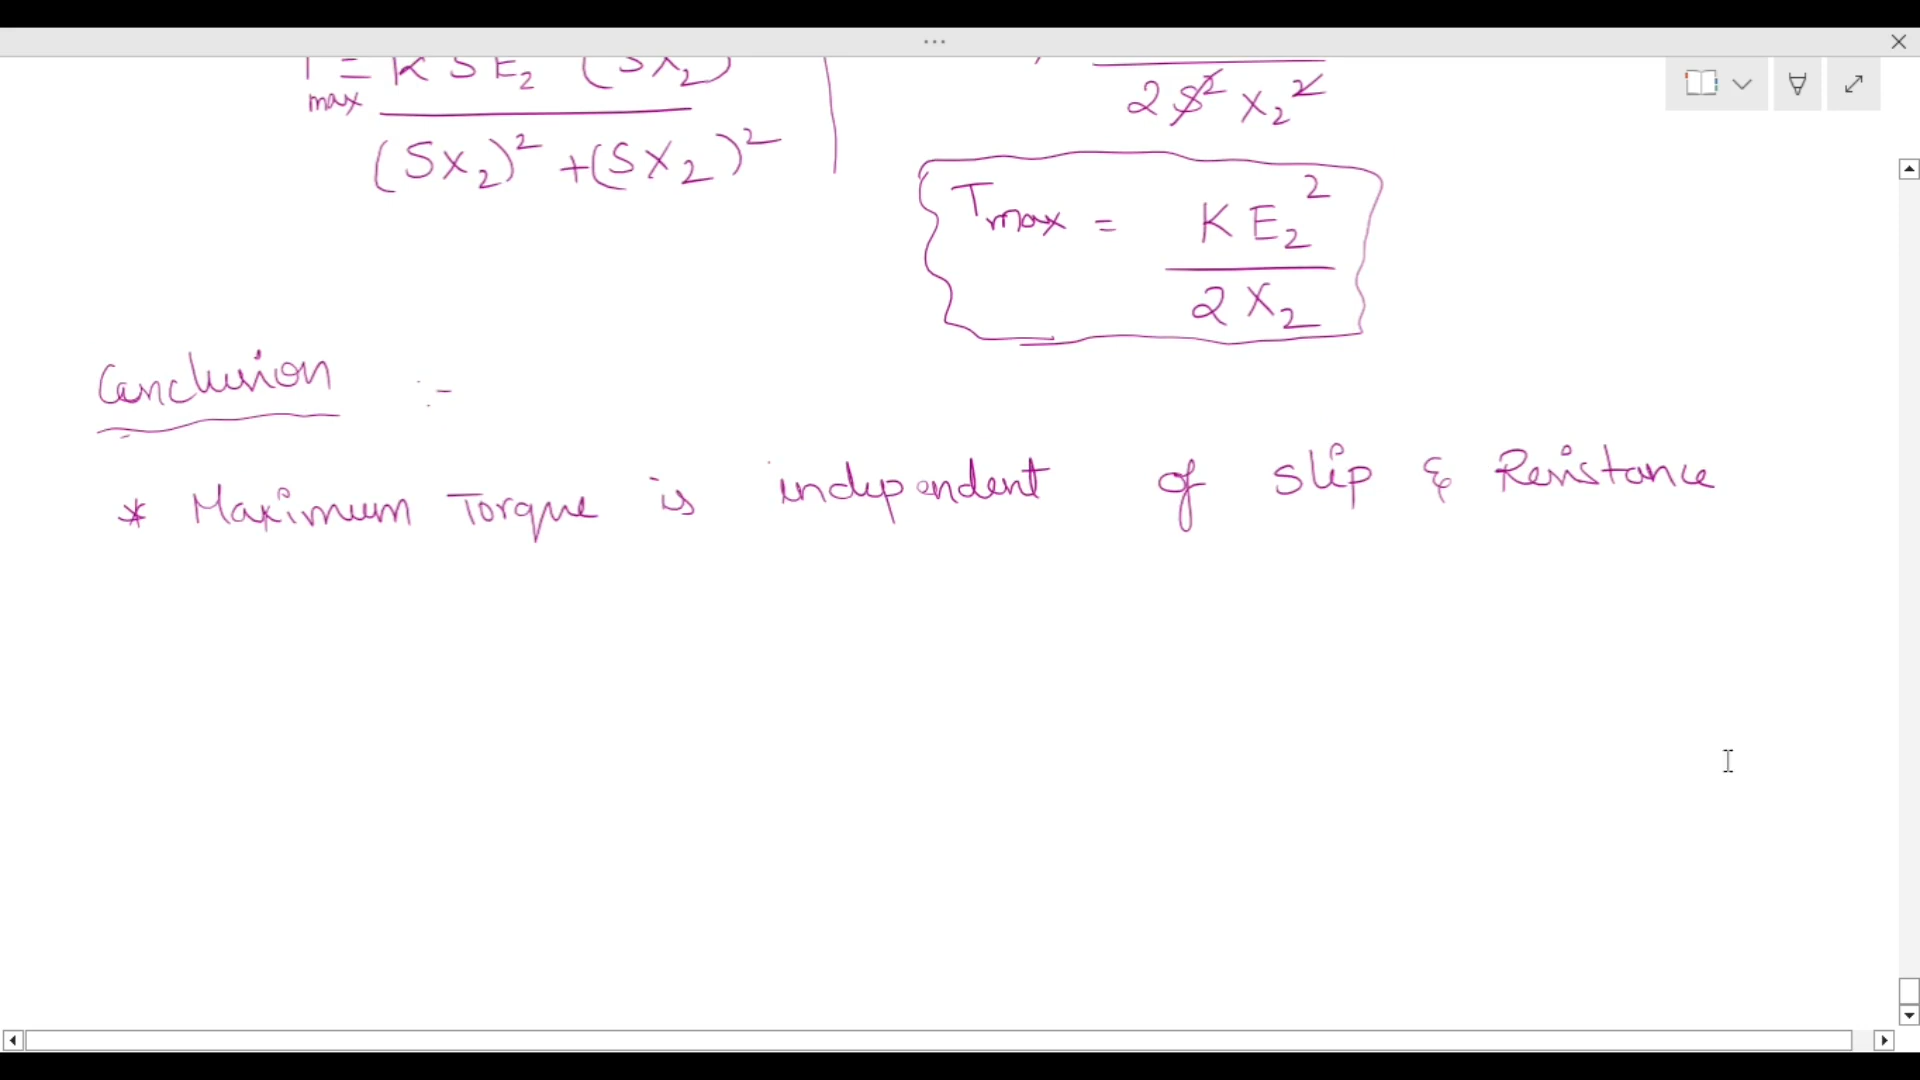 T = K S E₂ (S X₂)
max
(S X₂)² + (S X₂)²
2 S² X₂²
Tmax = K E₂²
2 X₂
Conclusion :-
* Maximum Torque is independent of slip & Resistance